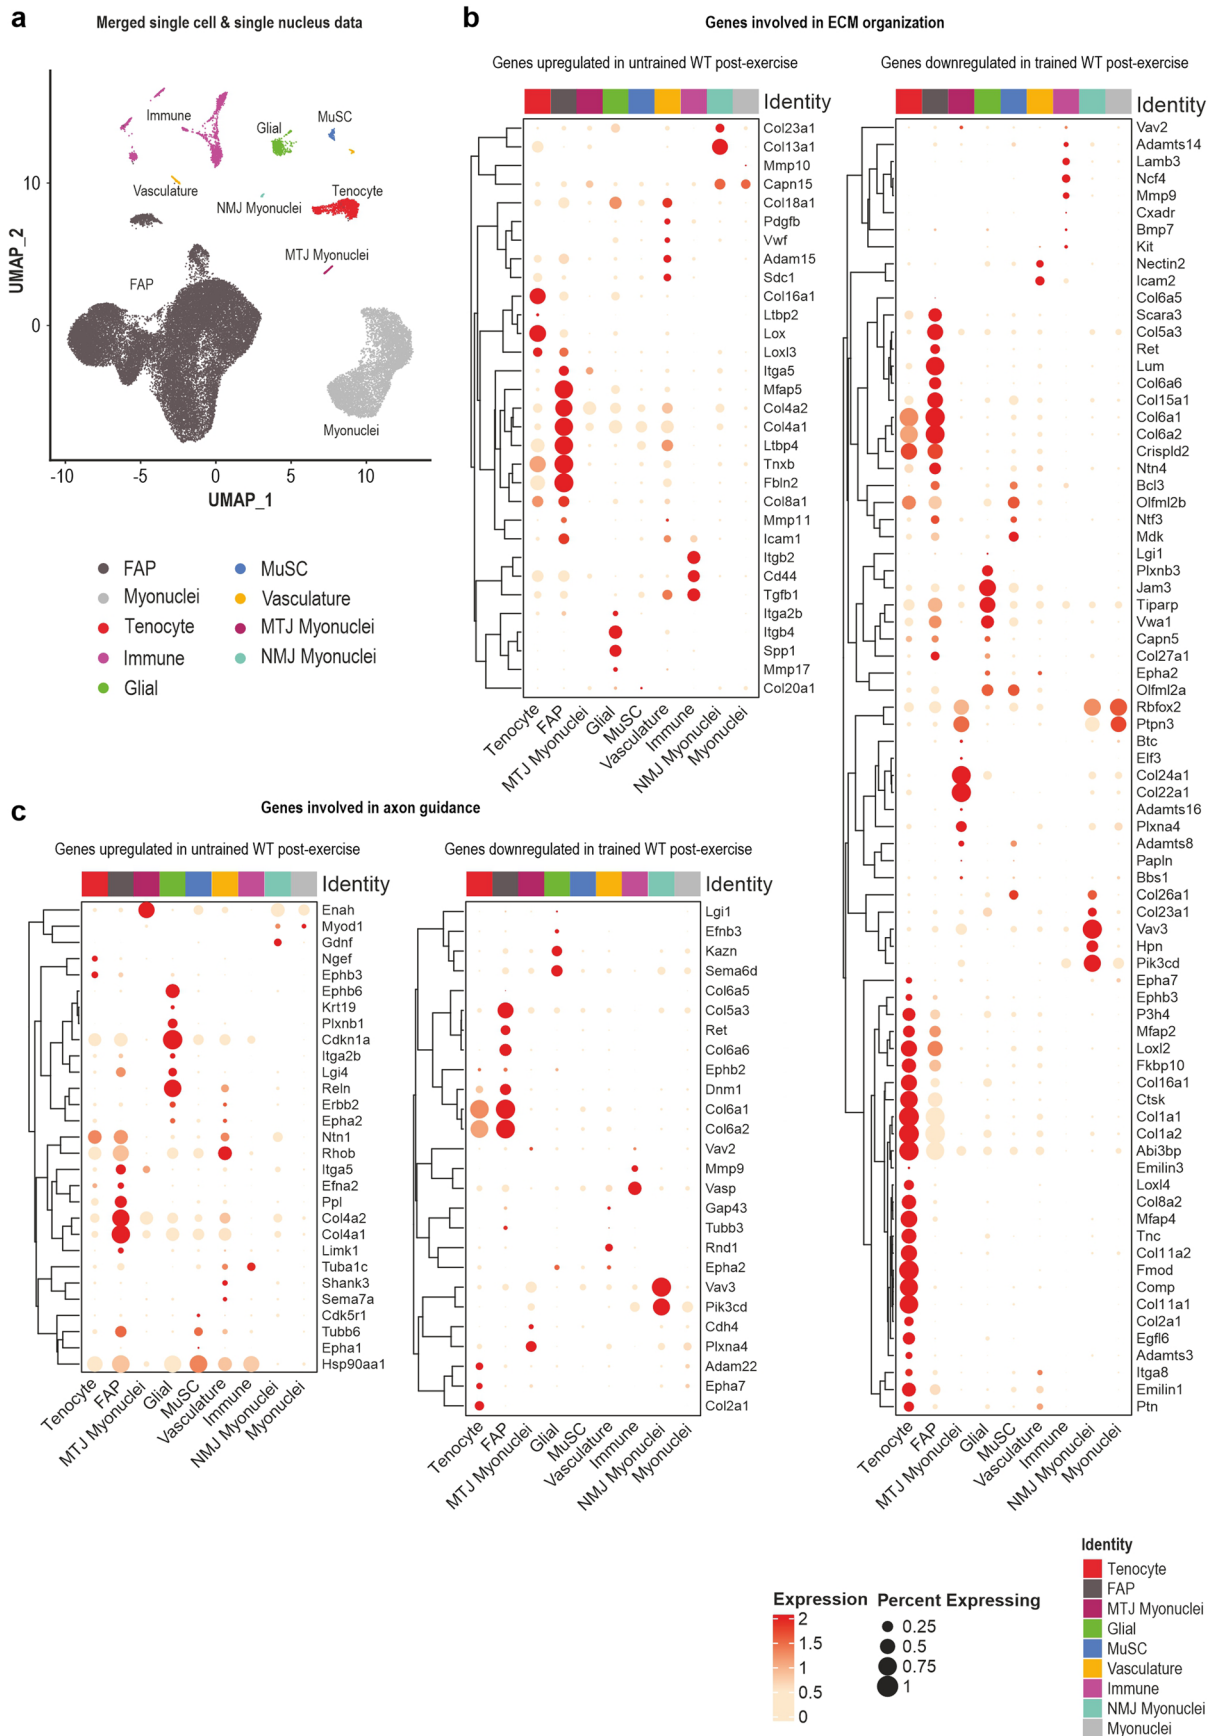 a
Merged single cell & single nucleus data
UMAP_2
10
0
Immune
Glial
MuSC
Vasculature
NMJ Myonuclei
Tenocyte
MTJ Myonuclei
FAP
Myonuclei
-10
-5
0
5
10
UMAP_1
FAP
Myonuclei
Tenocyte
Immune
Glial
MuSC
Vasculature
MTJ Myonuclei
NMJ Myonuclei
b
Genes involved in ECM organization
Genes upregulated in untrained WT post-exercise
Identity
Col23a1
Col13a1
Mmp10
Capn15
Col18a1
Pdgfb
Vwf
Adam15
Sdc1
Col16a1
Ltbp2
Lox
Loxl3
Itga5
Mfap5
Col4a2
Col4a1
Ltbp4
Tnxb
Fbln2
Col8a1
Mmp11
Icam1
Itgb2
Cd44
Tgfb1
Itga2b
Itgb4
Spp1
Mmp17
Col20a1
Tenocyte
FAP
MTJ Myonuclei
Glial
MuSC
Vasculature
Immune
NMJ Myonuclei
Myonuclei
Genes downregulated in trained WT post-exercise
Identity
Vav2
Adamts14
Lamb3
Ncf4
Mmp9
Cxadr
Bmp7
Kit
Nectin2
Icam2
Col6a5
Scara3
Col5a3
Ret
Lum
Col6a6
Col15a1
Col6a1
Col6a2
Crispld2
Ntn4
Bcl3
Olfml2b
Ntf3
Mdk
Lgi1
Plxnb3
Jam3
Tiparp
Vwa1
Capn5
Col27a1
Epha2
Olfml2a
Rbfox2
Ptpn3
Btc
Elf3
Col24a1
Col22a1
Adamts16
Plxna4
Adamts8
Papln
Bbs1
Col26a1
Col23a1
Vav3
Hpn
Pik3cd
Epha7
Ephb3
P3h4
Mfap2
Loxl2
Fkbp10
Col16a1
Ctsk
Col1a1
Col1a2
Abi3bp
Emilin3
Loxl4
Col8a2
Mfap4
Tnc
Col11a2
Fmod
Comp
Col11a1
Col2a1
Egfl6
Adamts3
Itga8
Emilin1
Ptn
Tenocyte
FAP
MTJ Myonuclei
Glial
MuSC
Vasculature
Immune
NMJ Myonuclei
Myonuclei
c
Genes involved in axon guidance
Genes upregulated in untrained WT post-exercise
Identity
Enah
Myod1
Gdnf
Ngef
Ephb3
Ephb6
Krt19
Plxnb1
Cdkn1a
Itga2b
Lgi4
Reln
Erbb2
Epha2
Ntn1
Rhob
Itga5
Efna2
Ppl
Col4a2
Col4a1
Limk1
Tuba1c
Shank3
Sema7a
Cdk5r1
Tubb6
Epha1
Hsp90aa1
Tenocyte
FAP
MTJ Myonuclei
Glial
MuSC
Vasculature
Immune
NMJ Myonuclei
Myonuclei
Genes downregulated in trained WT post-exercise
Identity
Lgi1
Efnb3
Kazn
Sema6d
Col6a5
Col5a3
Ret
Col6a6
Ephb2
Dnm1
Col6a1
Col6a2
Vav2
Mmp9
Vasp
Gap43
Tubb3
Rnd1
Epha2
Vav3
Pik3cd
Cdh4
Plxna4
Adam22
Epha7
Col2a1
Tenocyte
FAP
MTJ Myonuclei
Glial
MuSC
Vasculature
Immune
NMJ Myonuclei
Myonuclei
Expression
2
1.5
1
0.5
0
Percent Expressing
0.25
0.5
0.75
1
Identity
Tenocyte
FAP
MTJ Myonuclei
Glial
MuSC
Vasculature
Immune
NMJ Myonuclei
Myonuclei